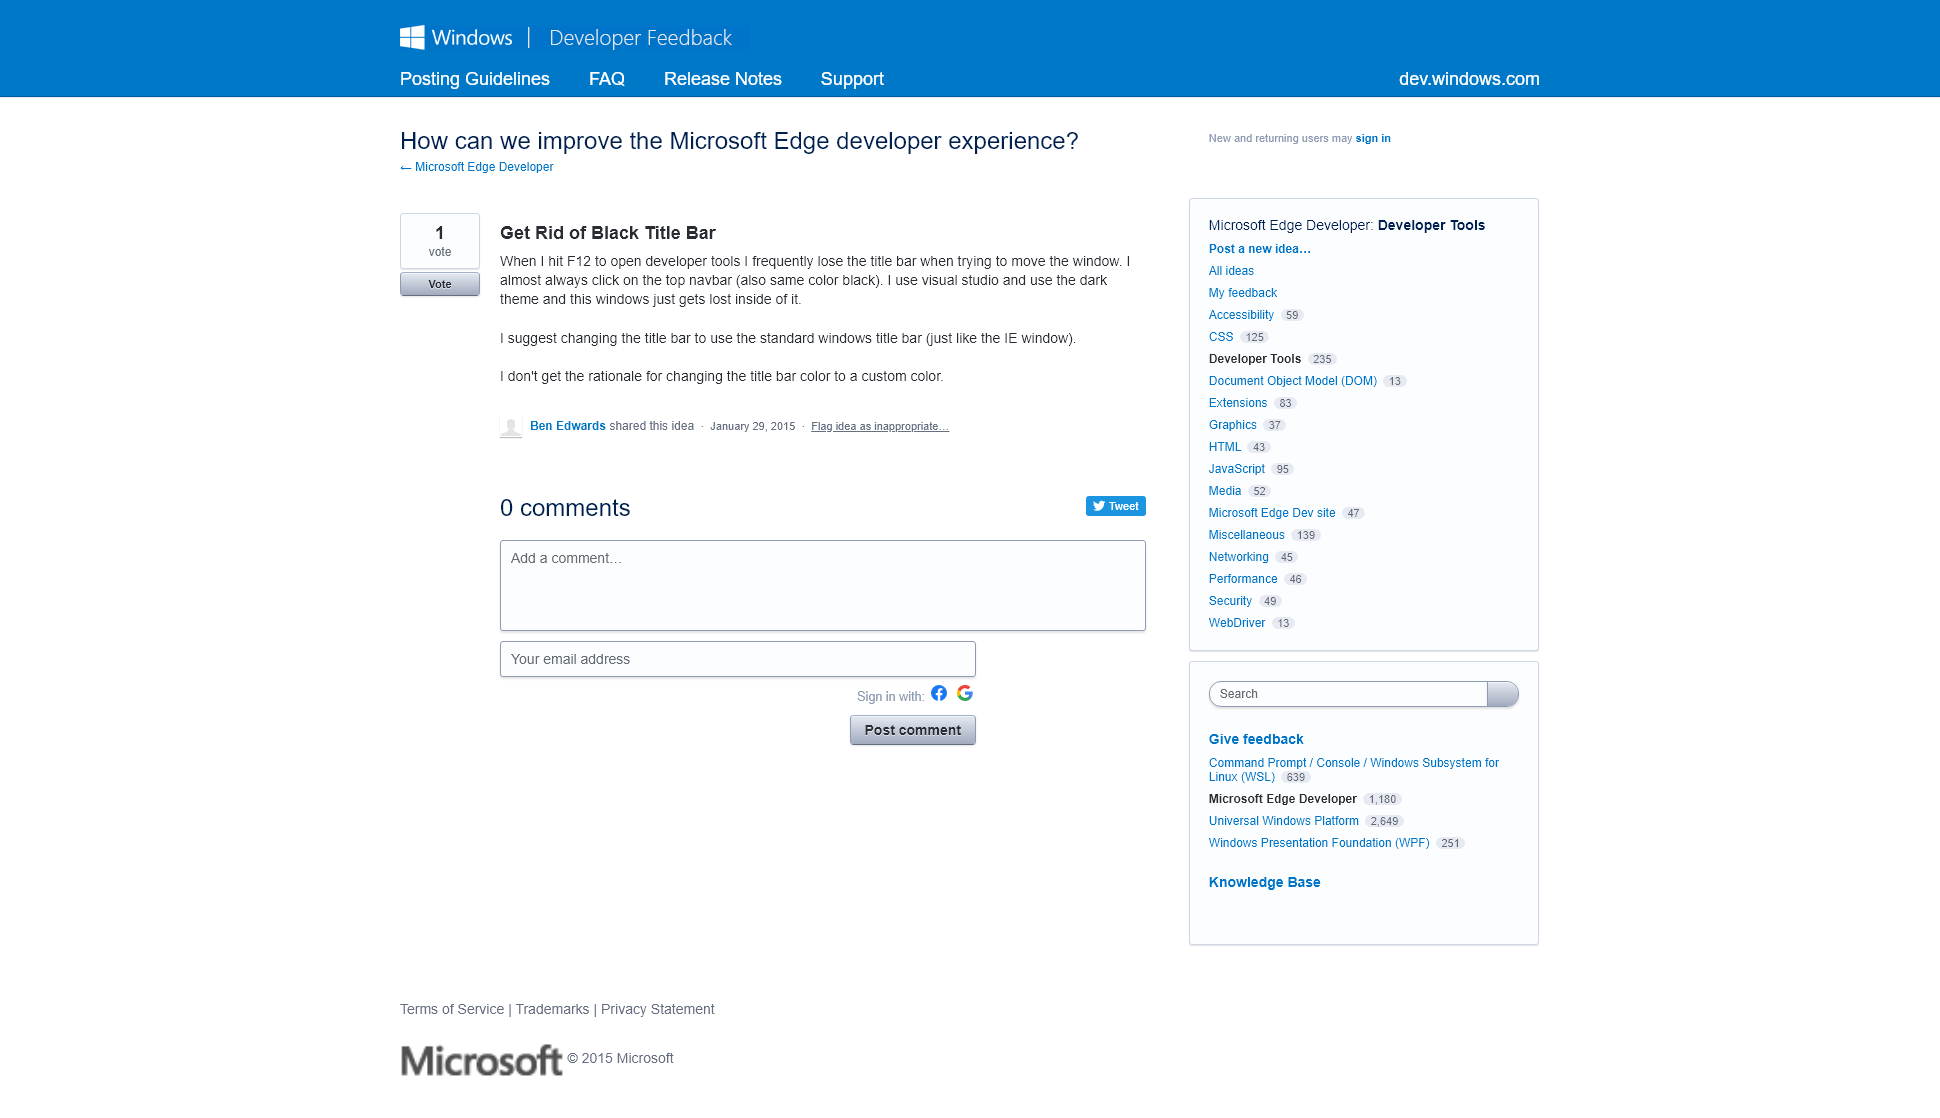 Windows | Developer Feedback
Posting Guidelines FAQ Release Notes Support dev.windows.com
How can we improve the Microsoft Edge developer experience?
← Microsoft Edge Developer
New and returning users may sign in
1
vote
Vote
Get Rid of Black Title Bar
When I hit F12 to open developer tools I frequently lose the title bar when trying to move the window. I
almost always click on the top navbar (also same color black). I use visual studio and use the dark
theme and this windows just gets lost inside of it.
I suggest changing the title bar to use the standard windows title bar (just like the IE window).
I don't get the rationale for changing the title bar color to a custom color.
Ben Edwards shared this idea · January 29, 2015 · Flag idea as inappropriate…
0 comments
Tweet
Add a comment…
Your email address
Sign in with:
Post comment
Microsoft Edge Developer: Developer Tools
Post a new idea…
All ideas
My feedback
Accessibility 59
CSS 125
Developer Tools 235
Document Object Model (DOM) 13
Extensions 83
Graphics 37
HTML 43
JavaScript 95
Media 52
Microsoft Edge Dev site 47
Miscellaneous 139
Networking 45
Performance 46
Security 49
WebDriver 13
Search
Give feedback
Command Prompt / Console / Windows Subsystem for
Linux (WSL) 639
Microsoft Edge Developer 1,180
Universal Windows Platform 2,649
Windows Presentation Foundation (WPF) 251
Knowledge Base
Terms of Service | Trademarks | Privacy Statement
Microsoft © 2015 Microsoft